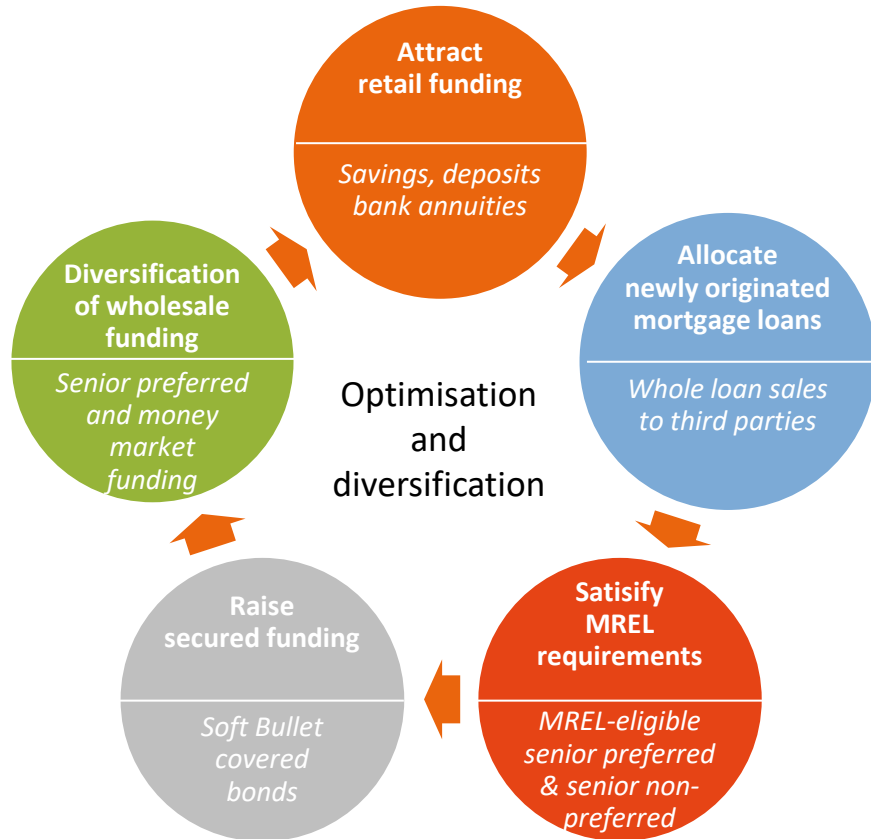 Attract
retail funding
Savings, deposits
bank annuities
Allocate
newly originated
mortgage loans
Whole loan sales
to third parties
Satisify
MREL
requirements
MREL-eligible
senior preferred
& senior non-
preferred
Raise
secured funding
Soft Bullet
covered
bonds
Diversification
of wholesale
funding
Senior preferred
and money
market
funding
Optimisation
and
diversification